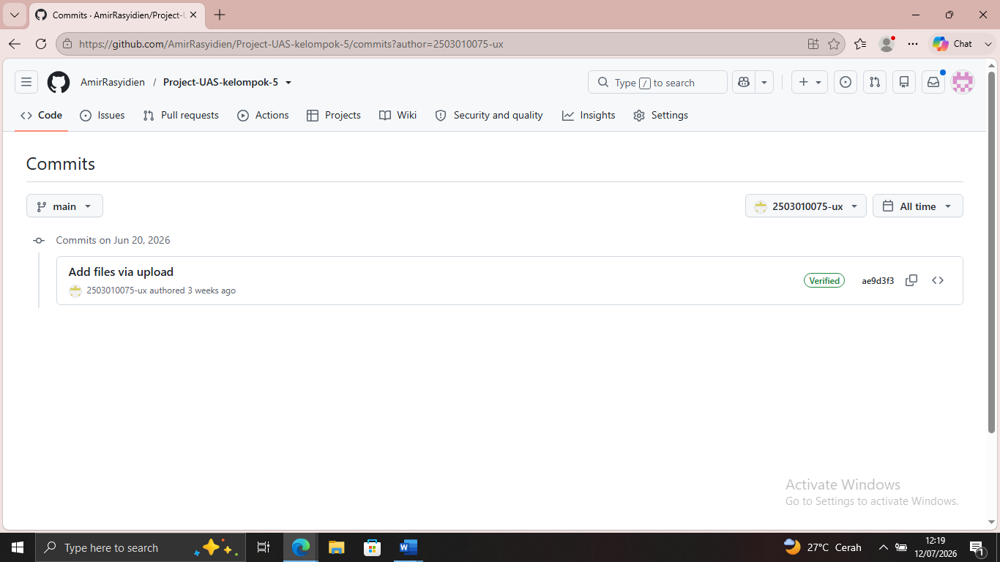 Commits · AmirRasyidien/Project-U
https://github.com/AmirRasyidien/Project-UAS-kelompok-5/commits?author=2503010075-ux
Chat
AmirRasyidien / Project-UAS-kelompok-5
Type / to search
Code
Issues
Pull requests
Actions
Projects
Wiki
Security and quality
Insights
Settings
Commits
main
2503010075-ux
All time
Commits on Jun 20, 2026
Add files via upload
2503010075-ux authored 3 weeks ago
Verified
ae9d3f3
Activate Windows
Go to Settings to activate Windows.
Type here to search
27°C Cerah
12:19
12/07/2026
1